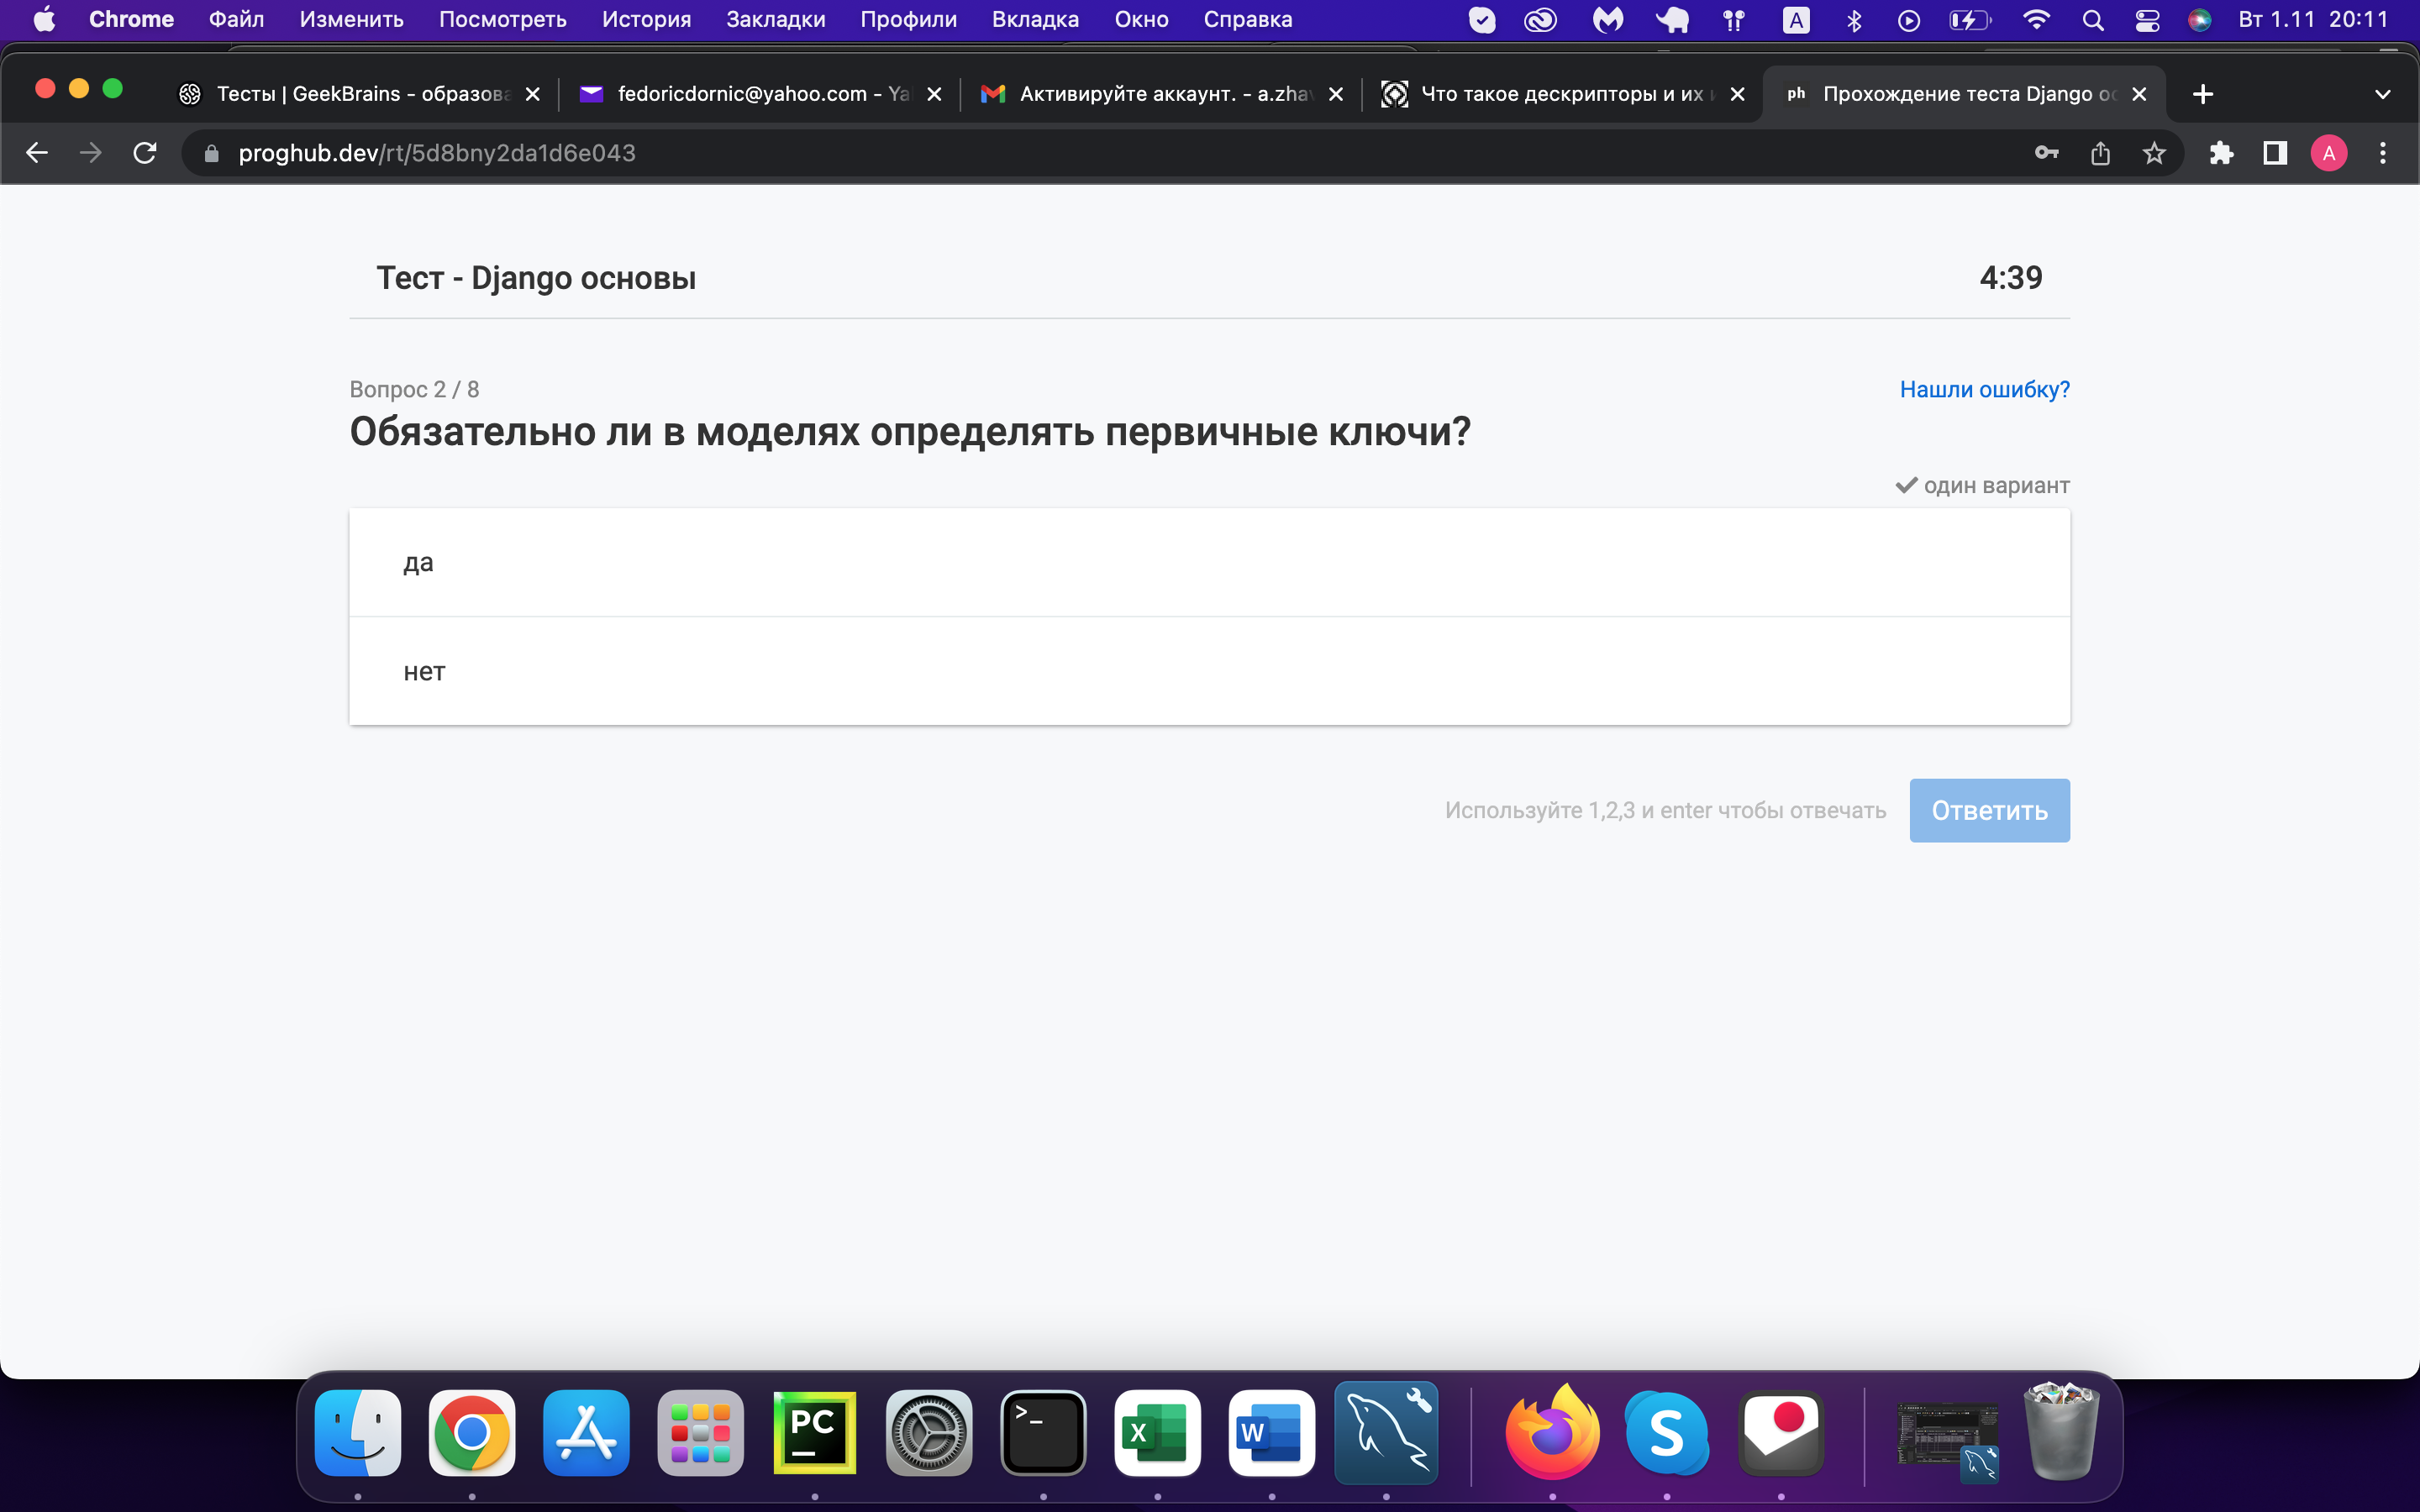 Chrome Файл Изменить Посмотреть История Закладки Профили Вкладка Окно Справка A Вт 1.11 20:11
Тесты | GeekBrains - образова fedoricdornic@yahoo.com - Ya Активируйте аккаунт. - a.zha Что такое дескрипторы и их ph Прохождение теста Django ос
proghub.dev/rt/5d8bny2da1d6e043 A
Тест - Django основы 4:39
Вопрос 2 / 8 Нашли ошибку?
Обязательно ли в моделях определять первичные ключи?
один вариант
да
нет
Используйте 1,2,3 и enter чтобы отвечать Ответить
PC >_ X W S